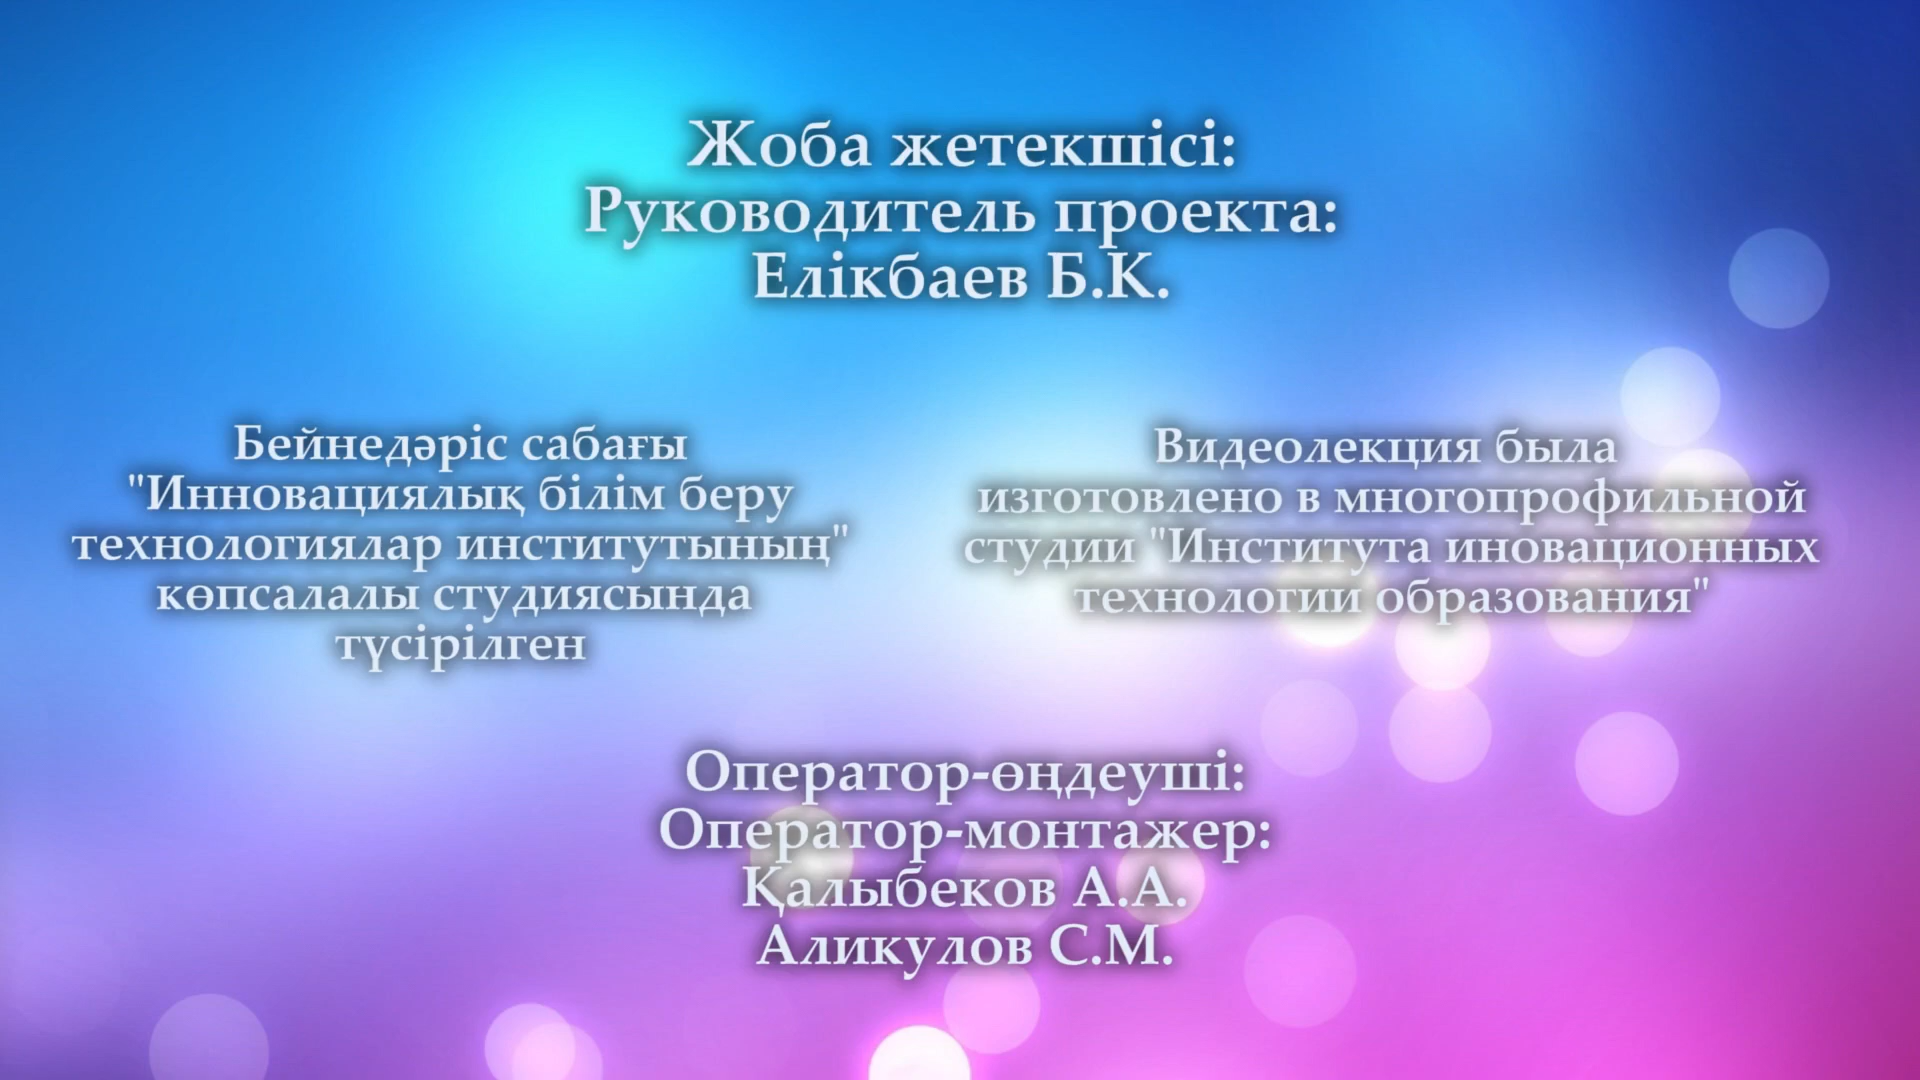 Жоба жетекшісі:
Руководитель проекта:
Елікбаев Б.К.
Бейнедәріс сабағы
"Инновациялық білім беру
технологиялар институтының"
көпсалалы студиясында
түсірілген
Видеолекция была
изготовлено в многопрофильной
студии "Института иновационных
технологии образования"
Оператор-өңдеуші:
Оператор-монтажер:
Қалыбеков А.А.
Аликулов С.М.